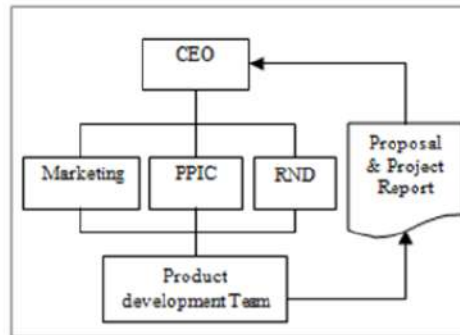 CEO
Marketing
PPIC
RND
Proposal
& Project
Report
Product
development Team